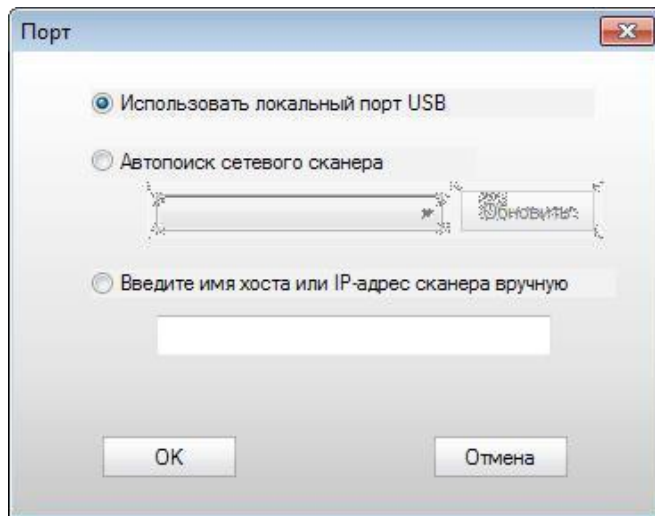 Порт
Использовать локальный порт USB
Автопоиск сетевого сканера
Обновить
Введите имя хоста или IP-адрес сканера вручную
OK
Отмена